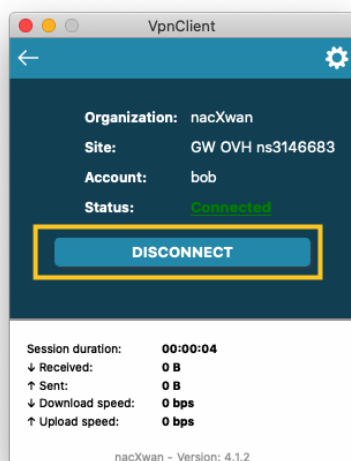 VpnClient
Organization: nacXwan
Site: GW OVH ns3146683
Account: bob
Status: Connected
DISCONNECT
Session duration: 00:00:04
↓ Received: 0 B
↑ Sent: 0 B
↓ Download speed: 0 bps
↑ Upload speed: 0 bps
nacXwan - Version: 4.1.2